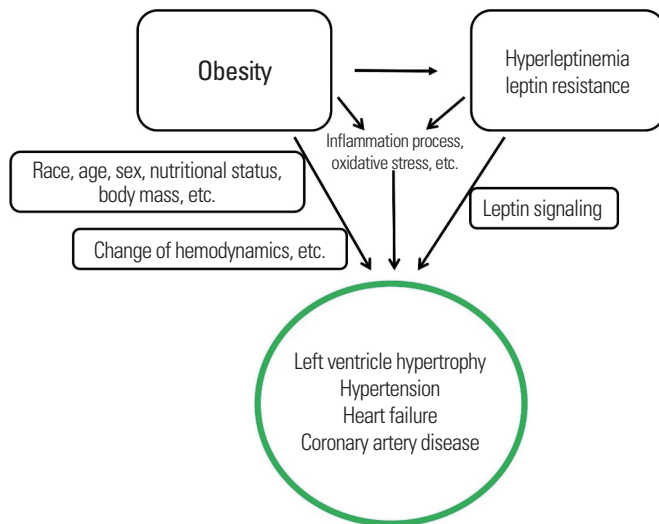 Obesity
Hyperleptinemia
leptin resistance
Inflammation process,
oxidative stress, etc.
Race, age, sex, nutritional status,
body mass, etc.
Leptin signaling
Change of hemodynamics, etc.
Left ventricle hypertrophy
Hypertension
Heart failure
Coronary artery disease